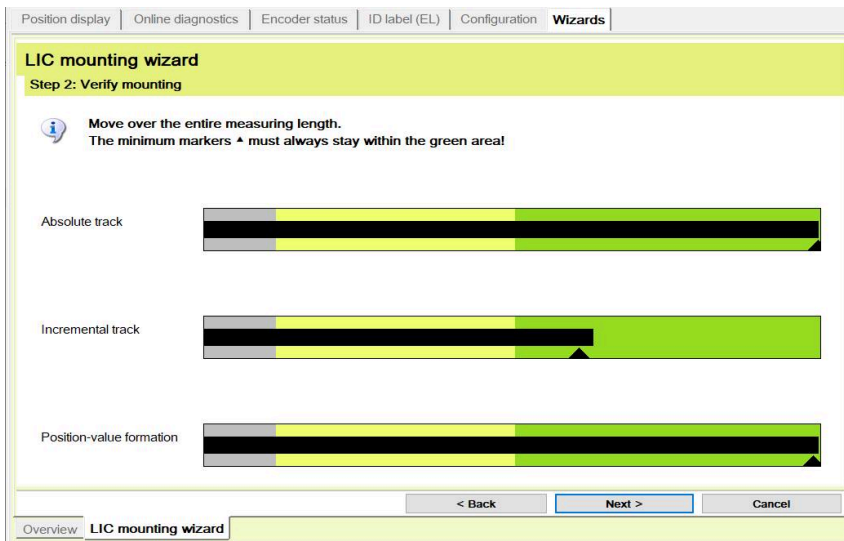 Position display Online diagnostics Encoder status ID label (EL) Configuration Wizards
LIC mounting wizard
Step 2: Verify mounting
Move over the entire measuring length.
The minimum markers ▲ must always stay within the green area!
Absolute track
Incremental track
Position-value formation
< Back Next > Cancel
Overview LIC mounting wizard